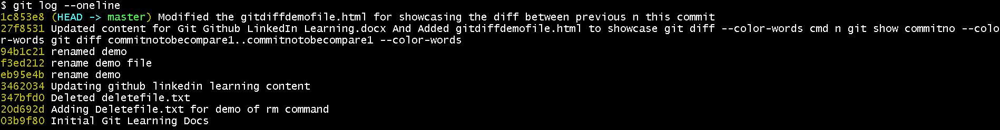 $ git log --oneline
1c853e8 (HEAD -> master) Modified the gitdiffdemofile.html for showcasing the diff between previous n this commit
27f8531 Updated content for Git Github LinkedIn Learning.docx And Added gitdiffdemofile.html to showcase git diff --color-words cmd n git show commitno --colo
r-words git diff commitnotobecompare1..commitnotobecompare1 --color-words
94b1c21 renamed demo
f3ed212 rename demo file
eb95e4b rename demo
3462034 Updating github linkedin learning content
347bfd0 Deleted deletefile.txt
20d692d Adding Deletefile.txt for demo of rm command
03b9f80 Initial Git Learning Docs